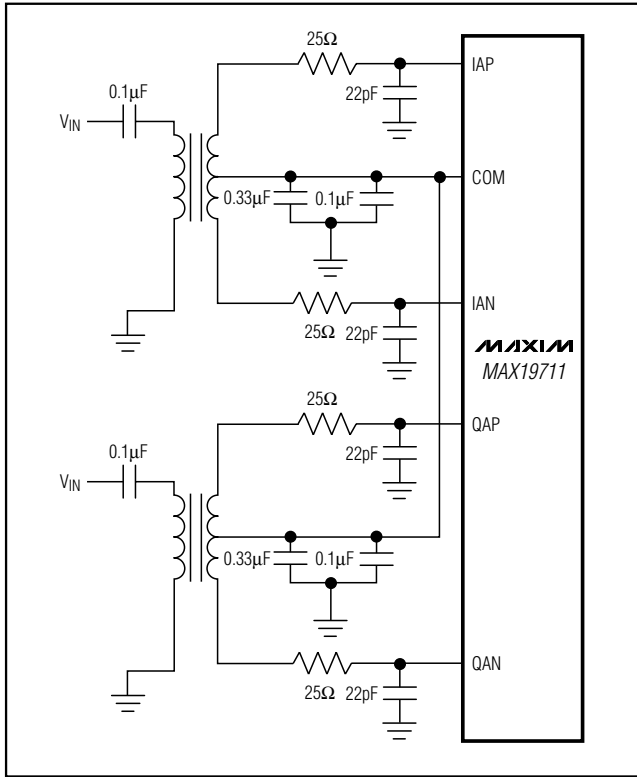 25Ω
IAP
0.1μF
22pF
VIN
COM
0.33μF
0.1μF
IAN
22pF
25Ω
MAXIM
MAX19711
25Ω
QAP
0.1μF
22pF
VIN
0.33μF
0.1μF
QAN
22pF
25Ω